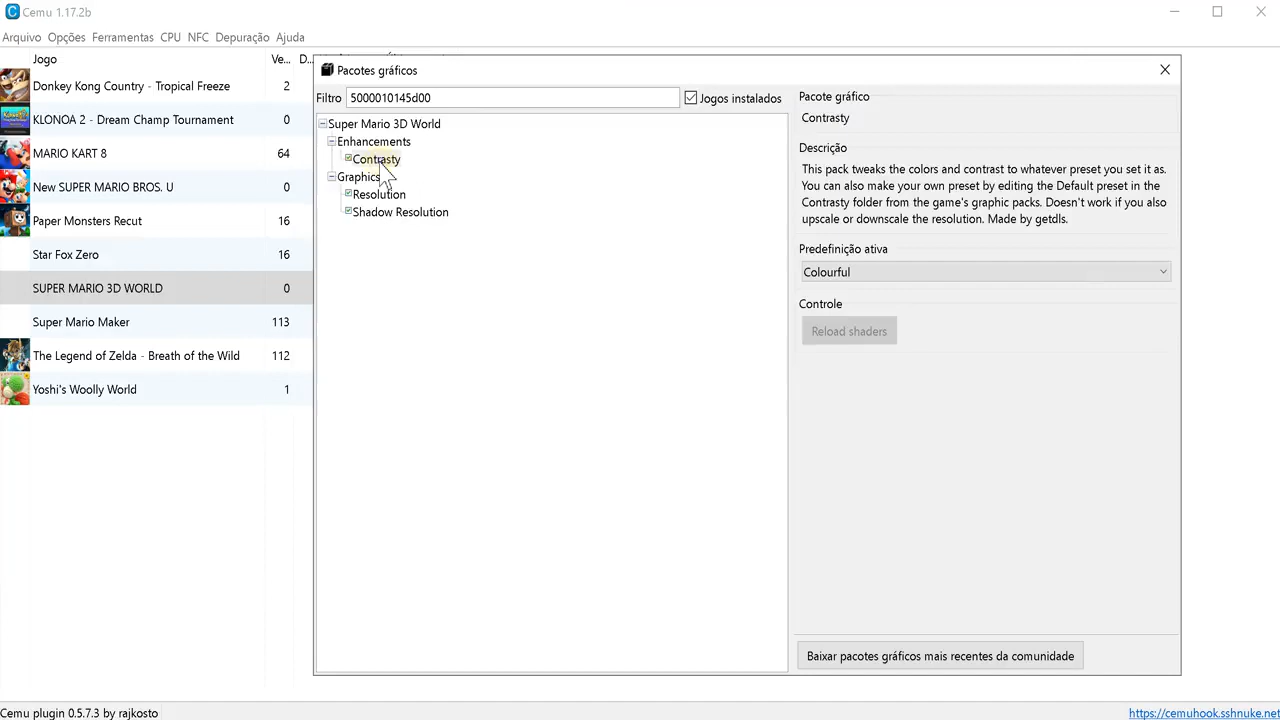 Cemu 1.17.2b
Arquivo Opções Ferramentas CPU NFC Depuração Ajuda
Jogo Ve... D...
Donkey Kong Country - Tropical Freeze 2
KLONOA 2 - Dream Champ Tournament 0
MARIO KART 8 64
New SUPER MARIO BROS. U 0
Paper Monsters Recut 16
Star Fox Zero 16
SUPER MARIO 3D WORLD 0
Super Mario Maker 113
The Legend of Zelda - Breath of the Wild 112
Yoshi's Woolly World 1
Pacotes gráficos
Filtro 5000010145d00 Jogos instalados
Super Mario 3D World
Enhancements
Contrasty
Graphics
Resolution
Shadow Resolution
Pacote gráfico
Contrasty
Descrição
This pack tweaks the colors and contrast to whatever preset you set it as.
You can also make your own preset by editing the Default preset in the
Contrasty folder from the game's graphic packs. Doesn't work if you also
upscale or downscale the resolution. Made by getdls.
Predefinição ativa
Colourful
Controle
Reload shaders
Baixar pacotes gráficos mais recentes da comunidade
Cemu plugin 0.5.7.3 by rajkosto
https://cemuhook.sshnuke.net